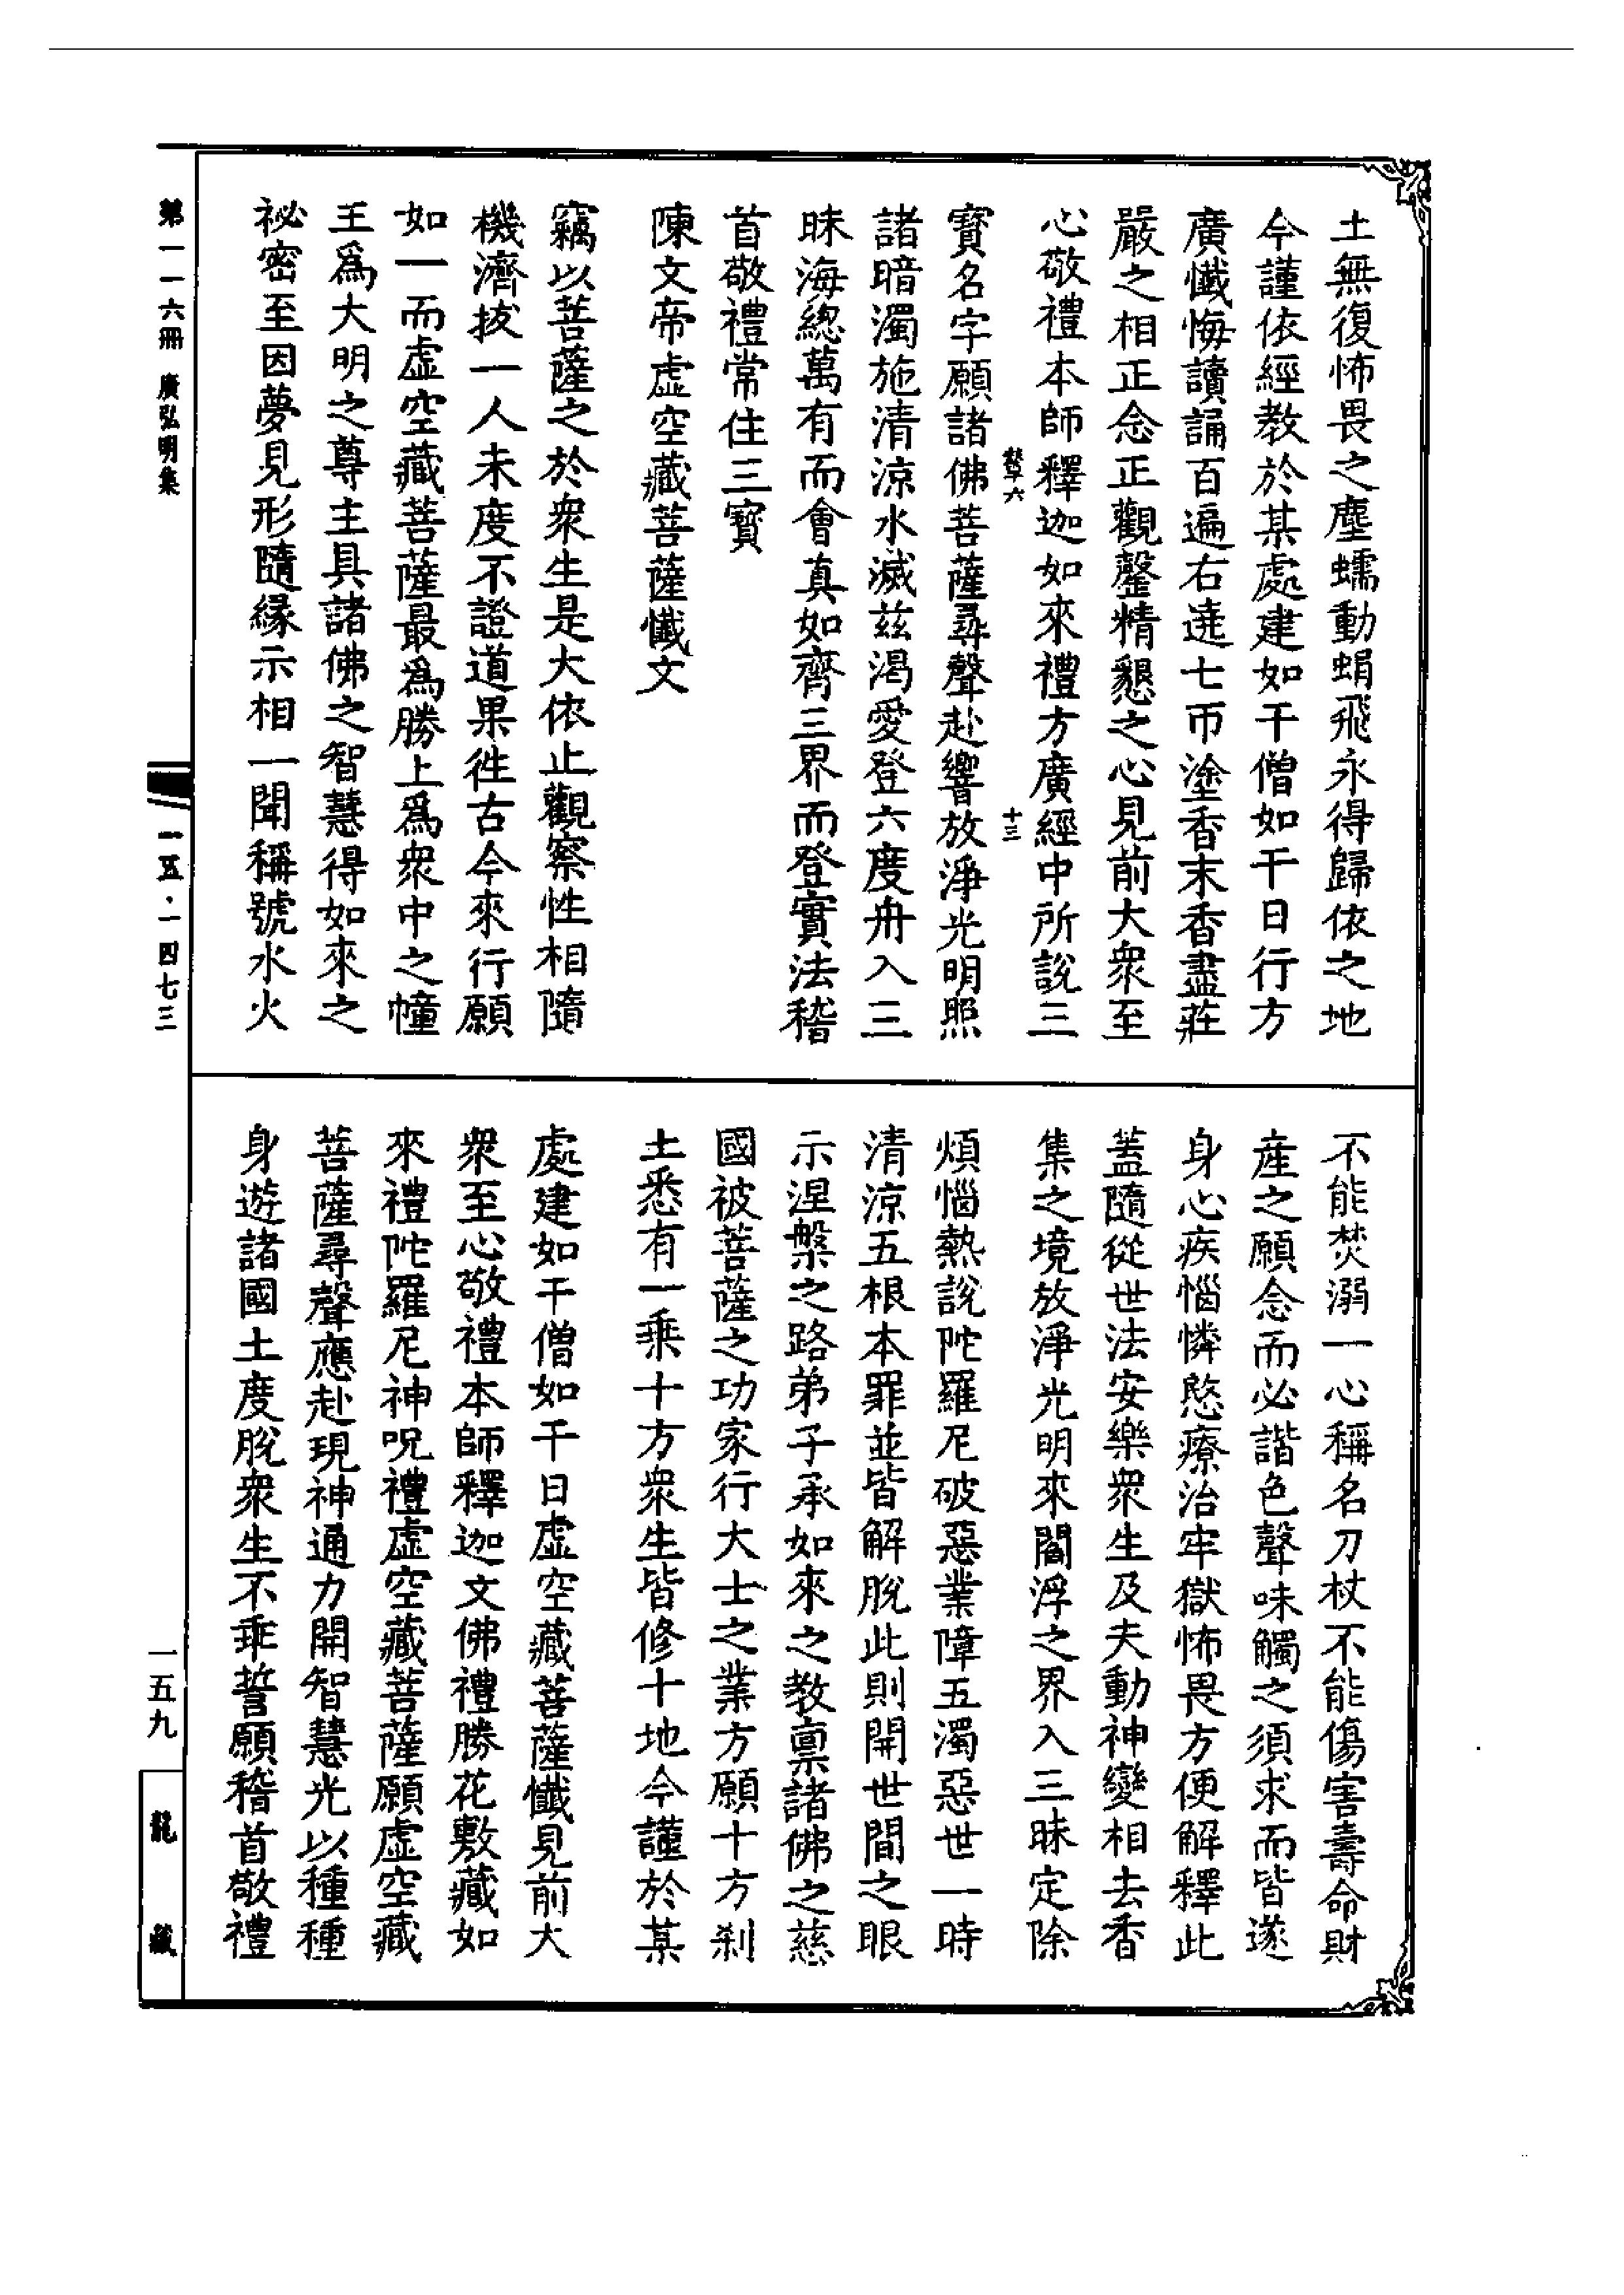 土無復怖畏之塵蠕動蜎飛永得歸依之地
今謹依經教於某處建如干僧如干日行方
廣懺悔讀誦百遍右遶七帀塗香末香盡莊
嚴之相正念正觀罄精懇之心見前大衆至
心敬禮本師釋迦如來禮方廣經中所說三
六 十三
寶名字願諸佛菩薩尋聲赴響放淨光明照
諸暗濁施清涼水滅兹渴愛登六度舟入三
昧海總萬有而會真如齊三界而登實法稽
首敬禮常住三寶
陳文帝虛空藏菩薩懺文
竊以菩薩之於衆生是大依止觀察性相隨
機濟拔一人未度不證道果往古今來行願
如一而虛空藏菩薩最爲勝上爲衆中之幢
王爲大明之尊主具諸佛之智慧得如來之
祕密至因夢見形隨緣示相一聞稱號水火
不能焚溺一心稱名刀杖不能傷害壽命財
產之願念而必諧色聲味觸之須求而皆遂
身心疾惱憐愍療治牢獄怖畏方便解釋此
蓋隨從世法安樂衆生及夫動神變相去香
集之境放淨光明來閻浮之界入三昧定除
煩惱熱說陀羅尼破惡業障五濁惡世一時
清涼五根本罪並皆解脫此則開世間之眼
示涅槃之路弟子承如來之教禀諸佛之慈
國被菩薩之功家行大士之業方願十方刹
土悉有一乘十方衆生皆修十地今謹於某
處建如干僧如干日虛空藏菩薩懺見前大
衆至心敬禮本師釋迦文佛禮勝花敷藏如
來禮陀羅尼神呪禮虛空藏菩薩願虛空藏
菩薩尋聲應赴現神通力開智慧光以種種
身遊諸國土度脫衆生不乖誓願稽首敬禮
第一一六冊 廣弘明集
一五·一四七三
一五九
龍藏